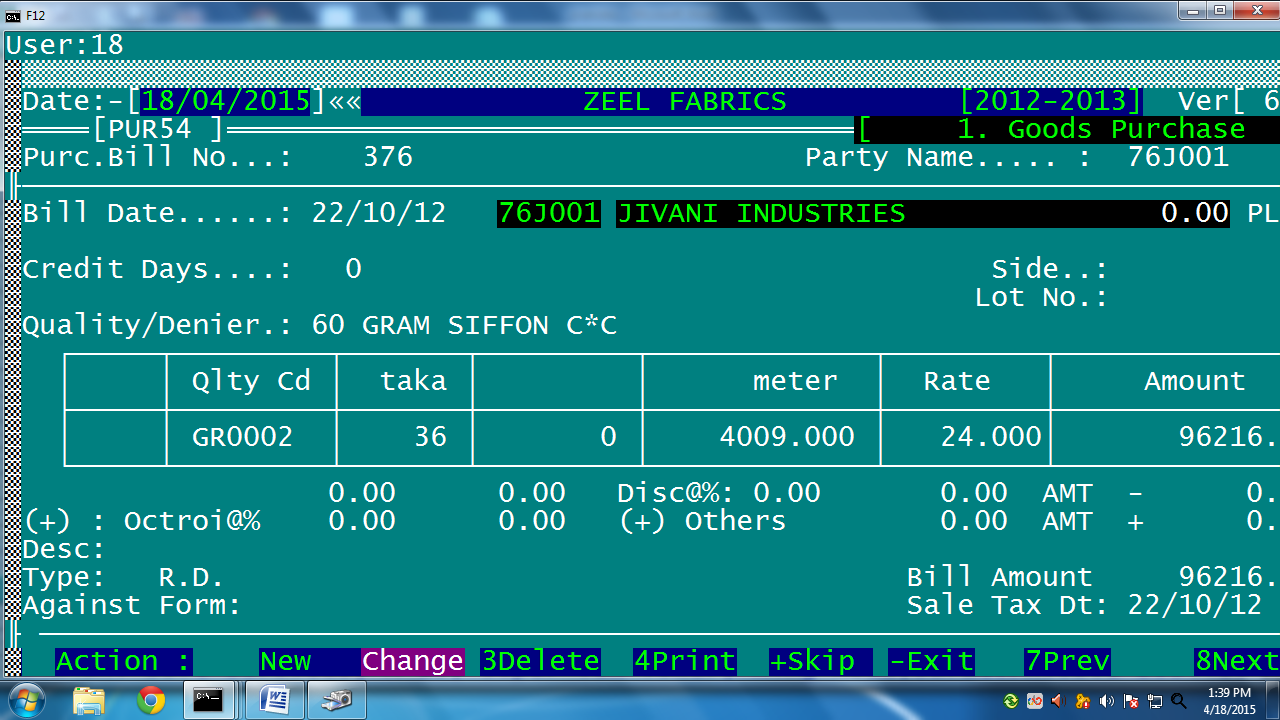 F12
User:18
Date:-[18/04/2015]«« ZEEL FABRICS [2012-2013] Ver[ 6
[PUR54 ] [ 1. Goods Purchase
Purc.Bill No...: 376 Party Name..... : 76J001
Bill Date......: 22/10/12 76J001 JIVANI INDUSTRIES 0.00 PL
Credit Days....: 0 Side..:
Lot No.:
Quality/Denier.: 60 GRAM SIFFON C*C
Qlty Cd taka meter Rate Amount
GR0002 36 0 4009.000 24.000 96216.
0.00 0.00 Disc@%: 0.00 0.00 AMT - 0.
(+) : Octroi@% 0.00 0.00 (+) Others 0.00 AMT + 0.
Desc:
Type: R.D. Bill Amount 96216.
Against Form: Sale Tax Dt: 22/10/12
Action : New Change 3Delete 4Print +Skip -Exit 7Prev 8Next
1:39 PM
4/18/2015